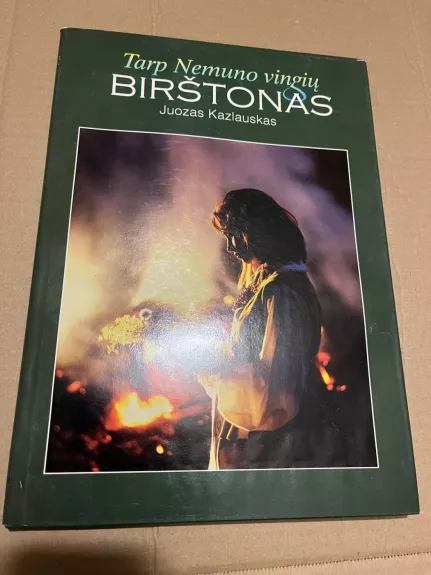 Tarp Nemuno vingių
BIRŠTONAS
Juozas Kazlauskas